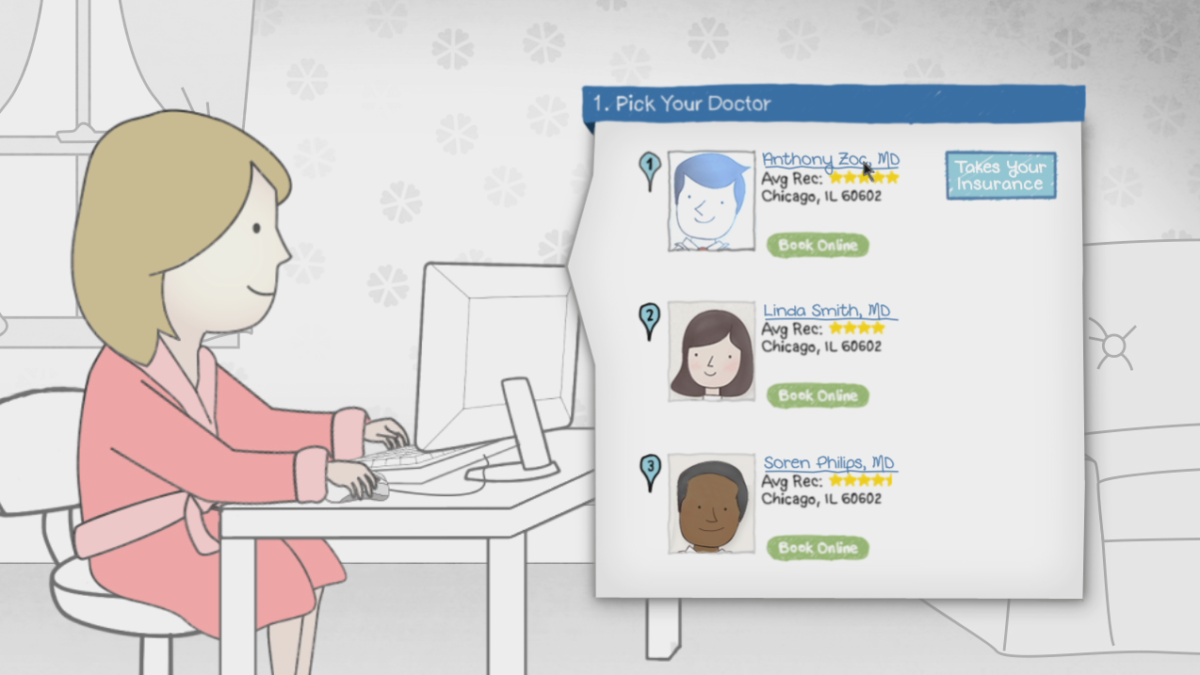 1. Pick Your Doctor
1
Anthony Zoc, MD
Avg Rec:
Chicago, IL 60602
Book Online
Takes Your
Insurance
2
Linda Smith, MD
Avg Rec:
Chicago, IL 60602
Book Online
3
Soren Philips, MD
Avg Rec:
Chicago, IL 60602
Book Online